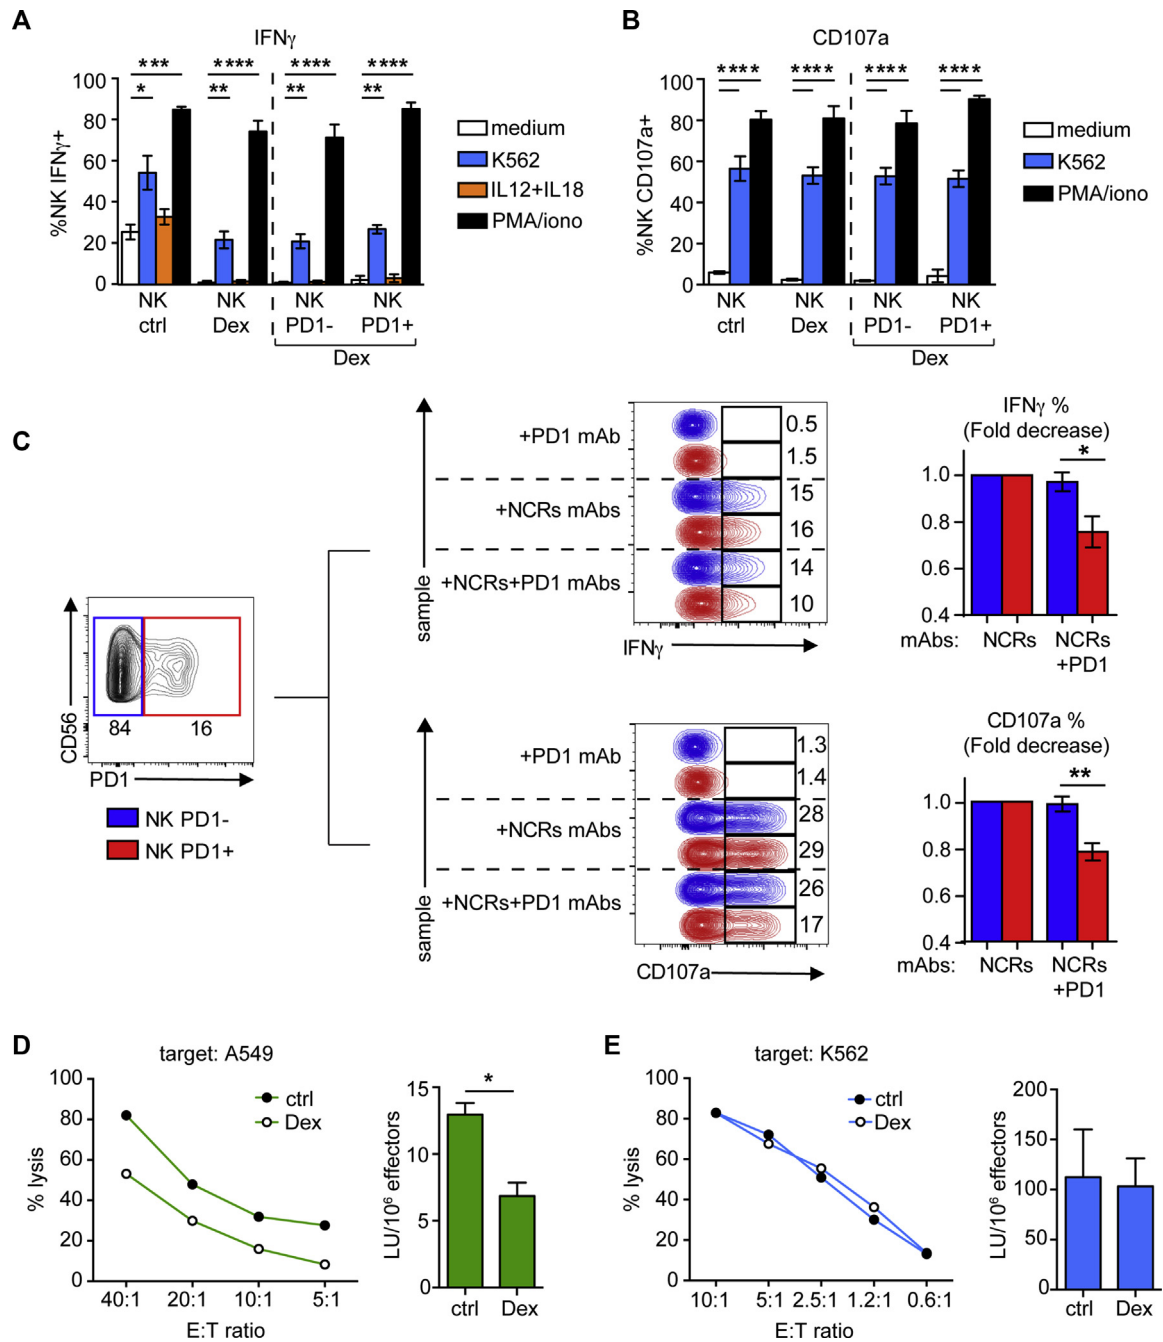 A
IFNγ
*** **** **** ****
* ** ** **
%NK IFNγ+
100
80
60
40
20
0
NK ctrl
NK Dex
NK PD1-
NK PD1+
Dex
medium
K562
IL12+IL18
PMA/iono
B
CD107a
**** **** **** ****
%NK CD107a+
100
80
60
40
20
0
NK ctrl
NK Dex
NK PD1-
NK PD1+
Dex
medium
K562
PMA/iono
C
CD56
84 16
PD1
NK PD1-
NK PD1+
sample
+PD1 mAb
+NCRs mAbs
+NCRs+PD1 mAbs
0.5
1.5
15
16
14
10
IFNγ
IFNγ %
(Fold decrease)
*
1.0
0.8
0.6
0.4
mAbs: NCRs NCRs
+PD1
sample
+PD1 mAb
+NCRs mAbs
+NCRs+PD1 mAbs
1.3
1.4
28
29
26
17
CD107a
CD107a %
(Fold decrease)
**
1.0
0.8
0.6
0.4
mAbs: NCRs NCRs
+PD1
D
target: A549
% lysis
100
80
60
40
20
0
ctrl
Dex
40:1 20:1 10:1 5:1
E:T ratio
LU/10⁶ effectors
*
15
10
5
0
ctrl Dex
E
target: K562
% lysis
100
80
60
40
20
0
ctrl
Dex
10:1 5:1 2.5:1 1.2:1 0.6:1
E:T ratio
LU/10⁶ effectors
200
150
100
50
0
ctrl Dex